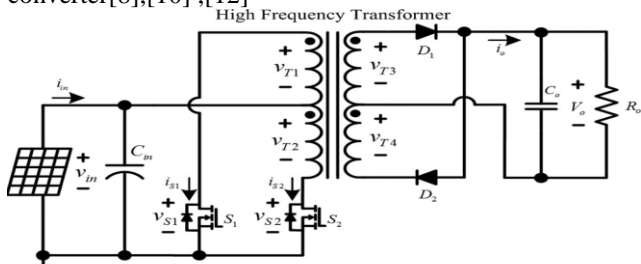 converter[8],[10] ,[12]
High Frequency Transformer
+ v_T1 −
+ v_T3 −
D_1
i_o
i_in
C_o
+ V_o −
R_o
+ v_in −
C_in
+ v_T2 −
+ v_T4 −
i_S1
i_S2
D_2
+ v_S1 −
S_1
+ v_S2 −
S_2